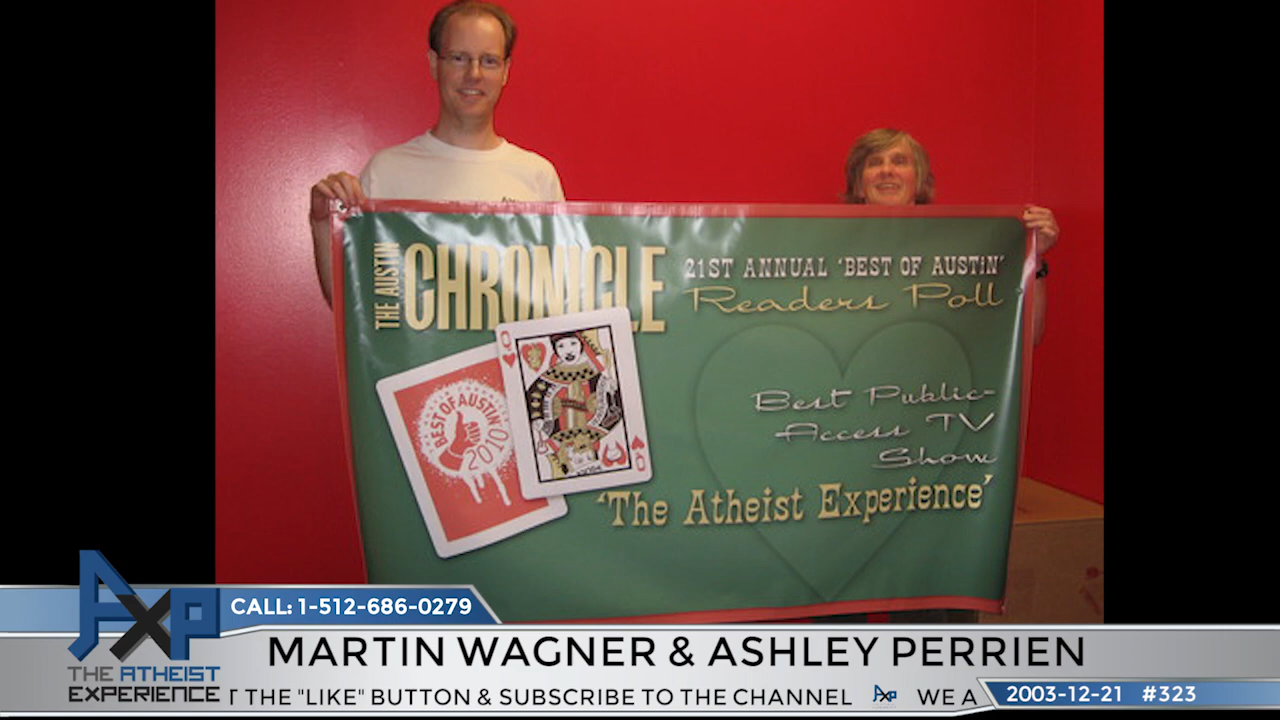 THE AUSTIN
CHRONICLE
21ST ANNUAL 'BEST OF AUSTIN'
Readers Poll
Q
BEST OF AUSTIN
2010
Q
Best Public-
Access TV
Show
'The Atheist Experience'
AXP
CALL: 1-512-686-0279
MARTIN WAGNER & ASHLEY PERRIEN
THE ATHEIST
EXPERIENCE
T THE "LIKE" BUTTON & SUBSCRIBE TO THE CHANNEL AXP WE A
2003-12-21 #323